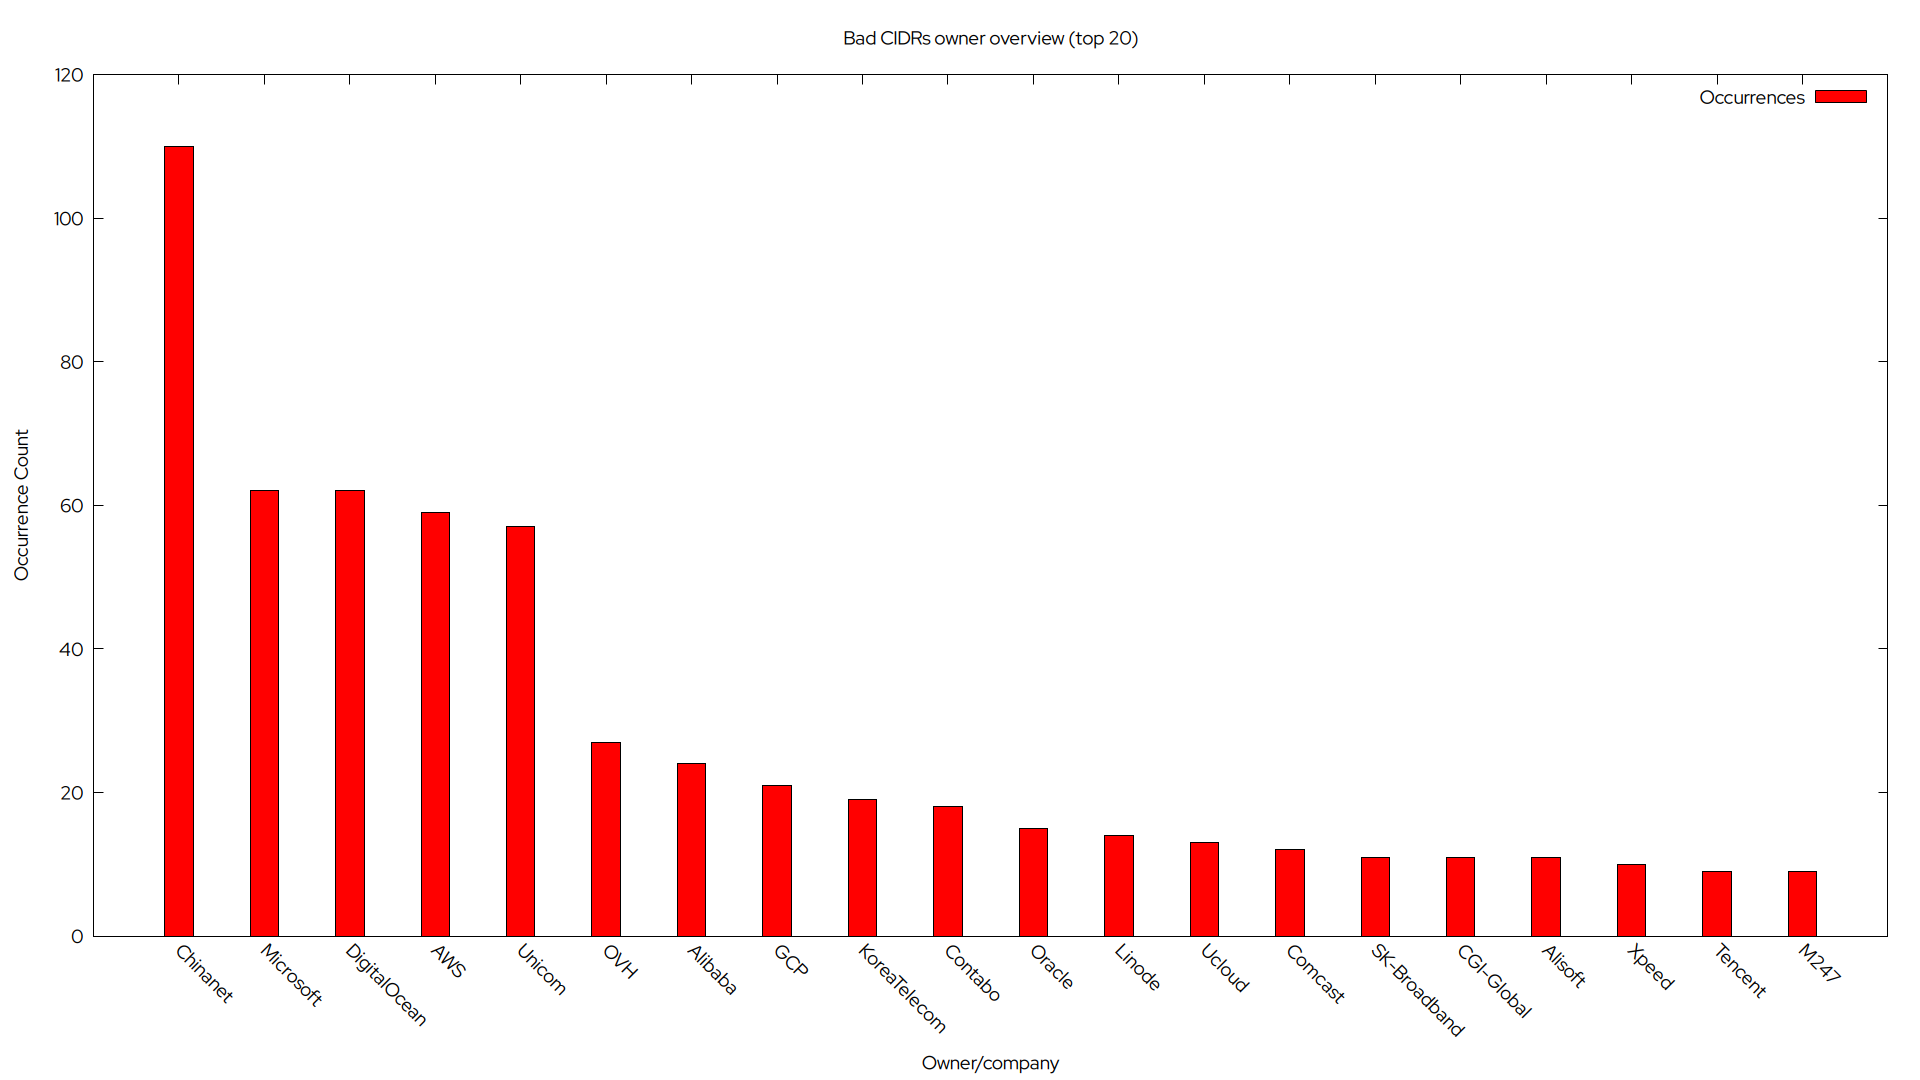 Bad CIDRs owner overview (top 20)
Occurrences
120
100
80
60
40
20
0
Occurrence Count
Chinanet
Microsoft
DigitalOcean
AWS
Unicom
OVH
Alibaba
GCP
KoreaTelecom
Contabo
Oracle
Linode
Ucloud
Comcast
SK-Broadband
CGI-Global
Alisoft
Xpeed
Tencent
M247
Owner/company